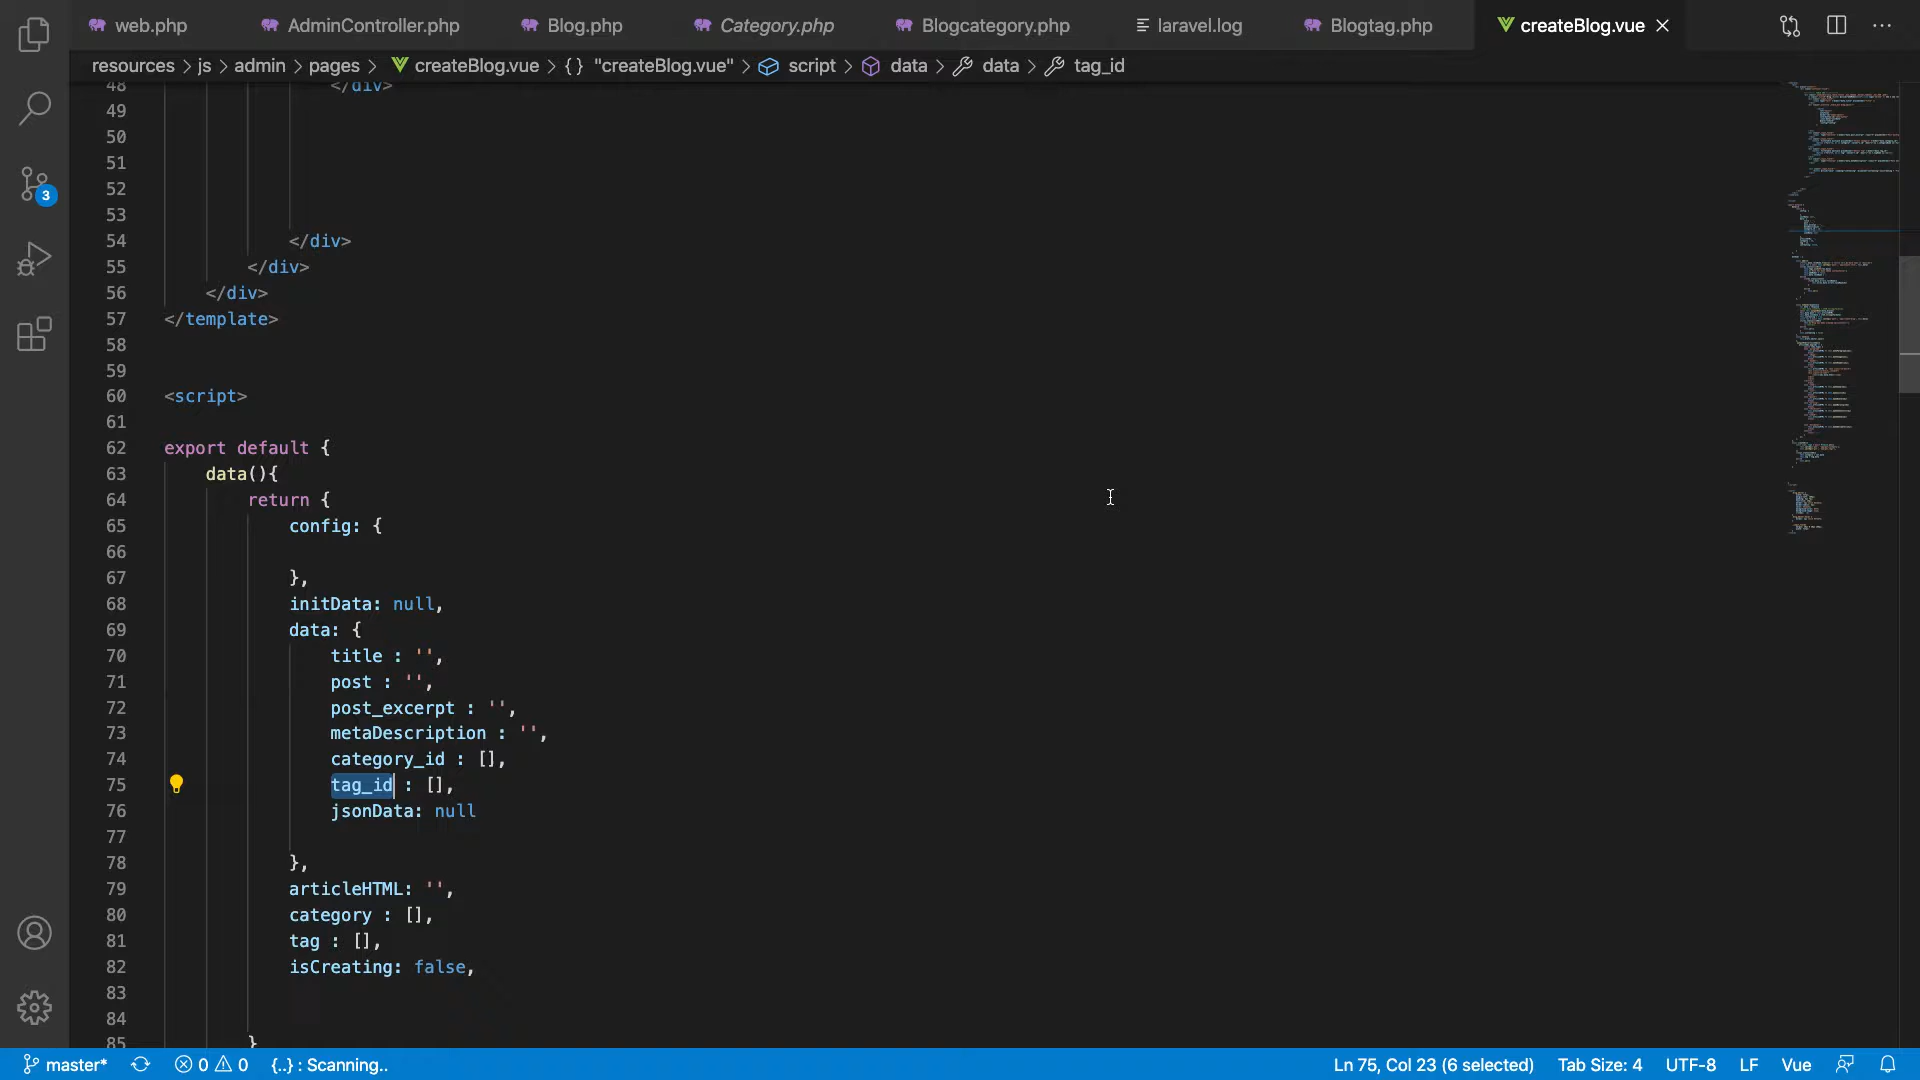 web.php AdminController.php Blog.php Category.php Blogcategory.php laravel.log Blogtag.php createBlog.vue
resources > js > admin > pages > createBlog.vue > {} "createBlog.vue" > script > data > data > tag_id
48 </div>
49
50
51
52
53
54 </div>
55 </div>
56 </div>
57 </template>
58
59
60 <script>
61
62 export default {
63 data(){
64 return {
65 config: {
66
67 },
68 initData: null,
69 data: {
70 title : '',
71 post : '',
72 post_excerpt : '',
73 metaDescription : '',
74 category_id : [],
75 tag_id : [],
76 jsonData: null
77
78 },
79 articleHTML: '',
80 category : [],
81 tag : [],
82 isCreating: false,
83
84
85 }
3
master* 0 0 {..} : Scanning.. Ln 75, Col 23 (6 selected) Tab Size: 4 UTF-8 LF Vue